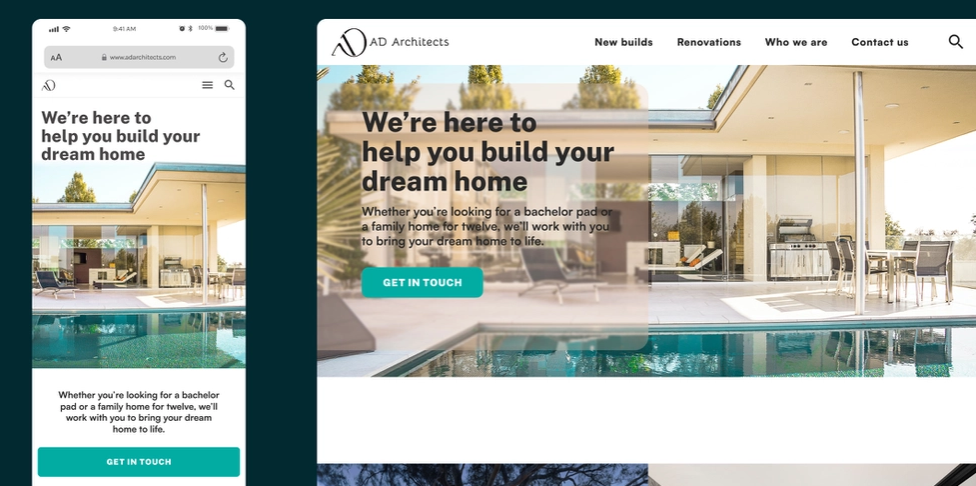 9:41 AM
100%
AA
www.adarchitects.com
We're here to
help you build your
dream home
Whether you're looking for a bachelor
pad or a family home for twelve, we'll
work with you to bring your dream
home to life.
GET IN TOUCH
AD Architects
New builds
Renovations
Who we are
Contact us
We're here to
help you build your
dream home
Whether you're looking for a bachelor pad or
a family home for twelve, we'll work with you
to bring your dream home to life.
GET IN TOUCH